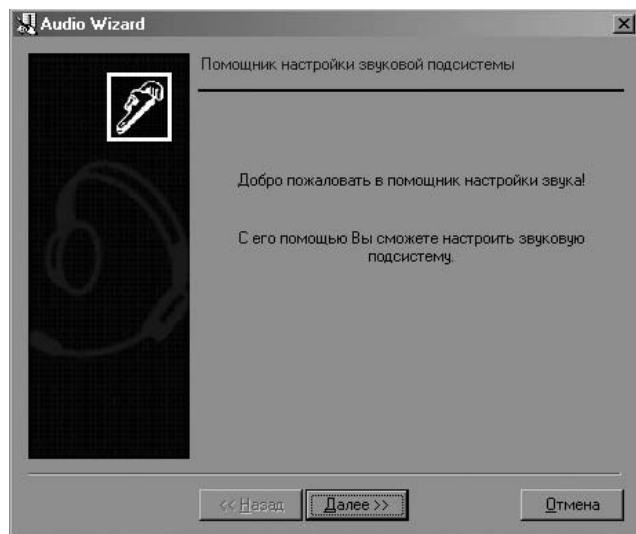 Audio Wizard
Помощник настройки звуковой подсистемы
Добро пожаловать в помощник настройки звука!
С его помощью Вы сможете настроить звуковую
подсистему.
<< Назад
Далее >>
Отмена